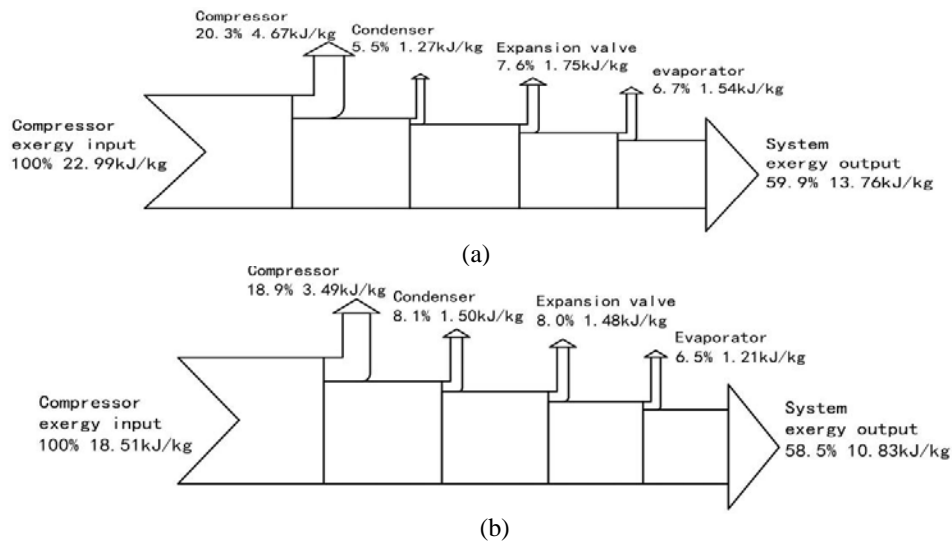 Compressor
20.3% 4.67kJ/kg
Condenser
5.5% 1.27kJ/kg
Expansion valve
7.6% 1.75kJ/kg
evaporator
6.7% 1.54kJ/kg
Compressor
exergy input
100% 22.99kJ/kg
System
exergy output
59.9% 13.76kJ/kg
(a)
Compressor
18.9% 3.49kJ/kg
Condenser
8.1% 1.50kJ/kg
Expansion valve
8.0% 1.48kJ/kg
Evaporator
6.5% 1.21kJ/kg
Compressor
exergy input
100% 18.51kJ/kg
System
exergy output
58.5% 10.83kJ/kg
(b)